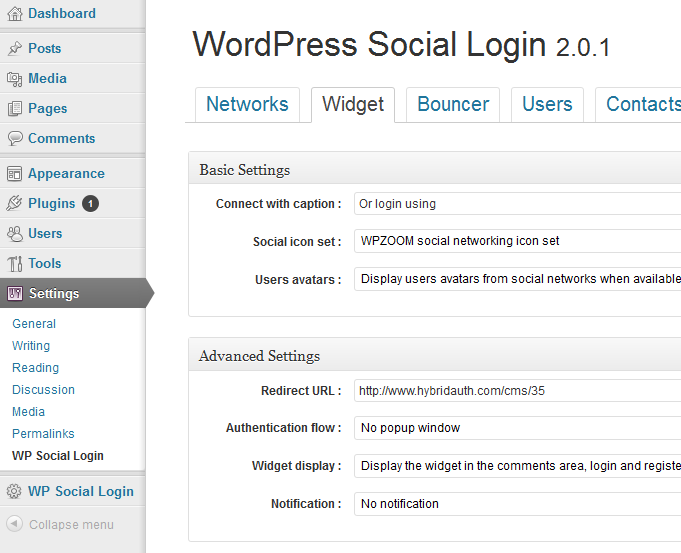 Dashboard
Posts
Media
Pages
Comments
Appearance
Plugins 1
Users
Tools
Settings
General
Writing
Reading
Discussion
Media
Permalinks
WP Social Login
WP Social Login
Collapse menu
WordPress Social Login 2.0.1
Networks Widget Bouncer Users Contacts
Basic Settings
Connect with caption : Or login using
Social icon set : WPZOOM social networking icon set
Users avatars : Display users avatars from social networks when available
Advanced Settings
Redirect URL : http://www.hybridauth.com/cms/35
Authentication flow : No popup window
Widget display : Display the widget in the comments area, login and registe
Notification : No notification